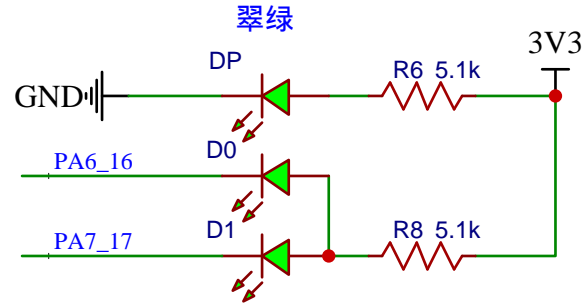 翠绿
DP
3V3
R6 5.1k
GND
D0
PA6_16
D1
R8 5.1k
PA7_17